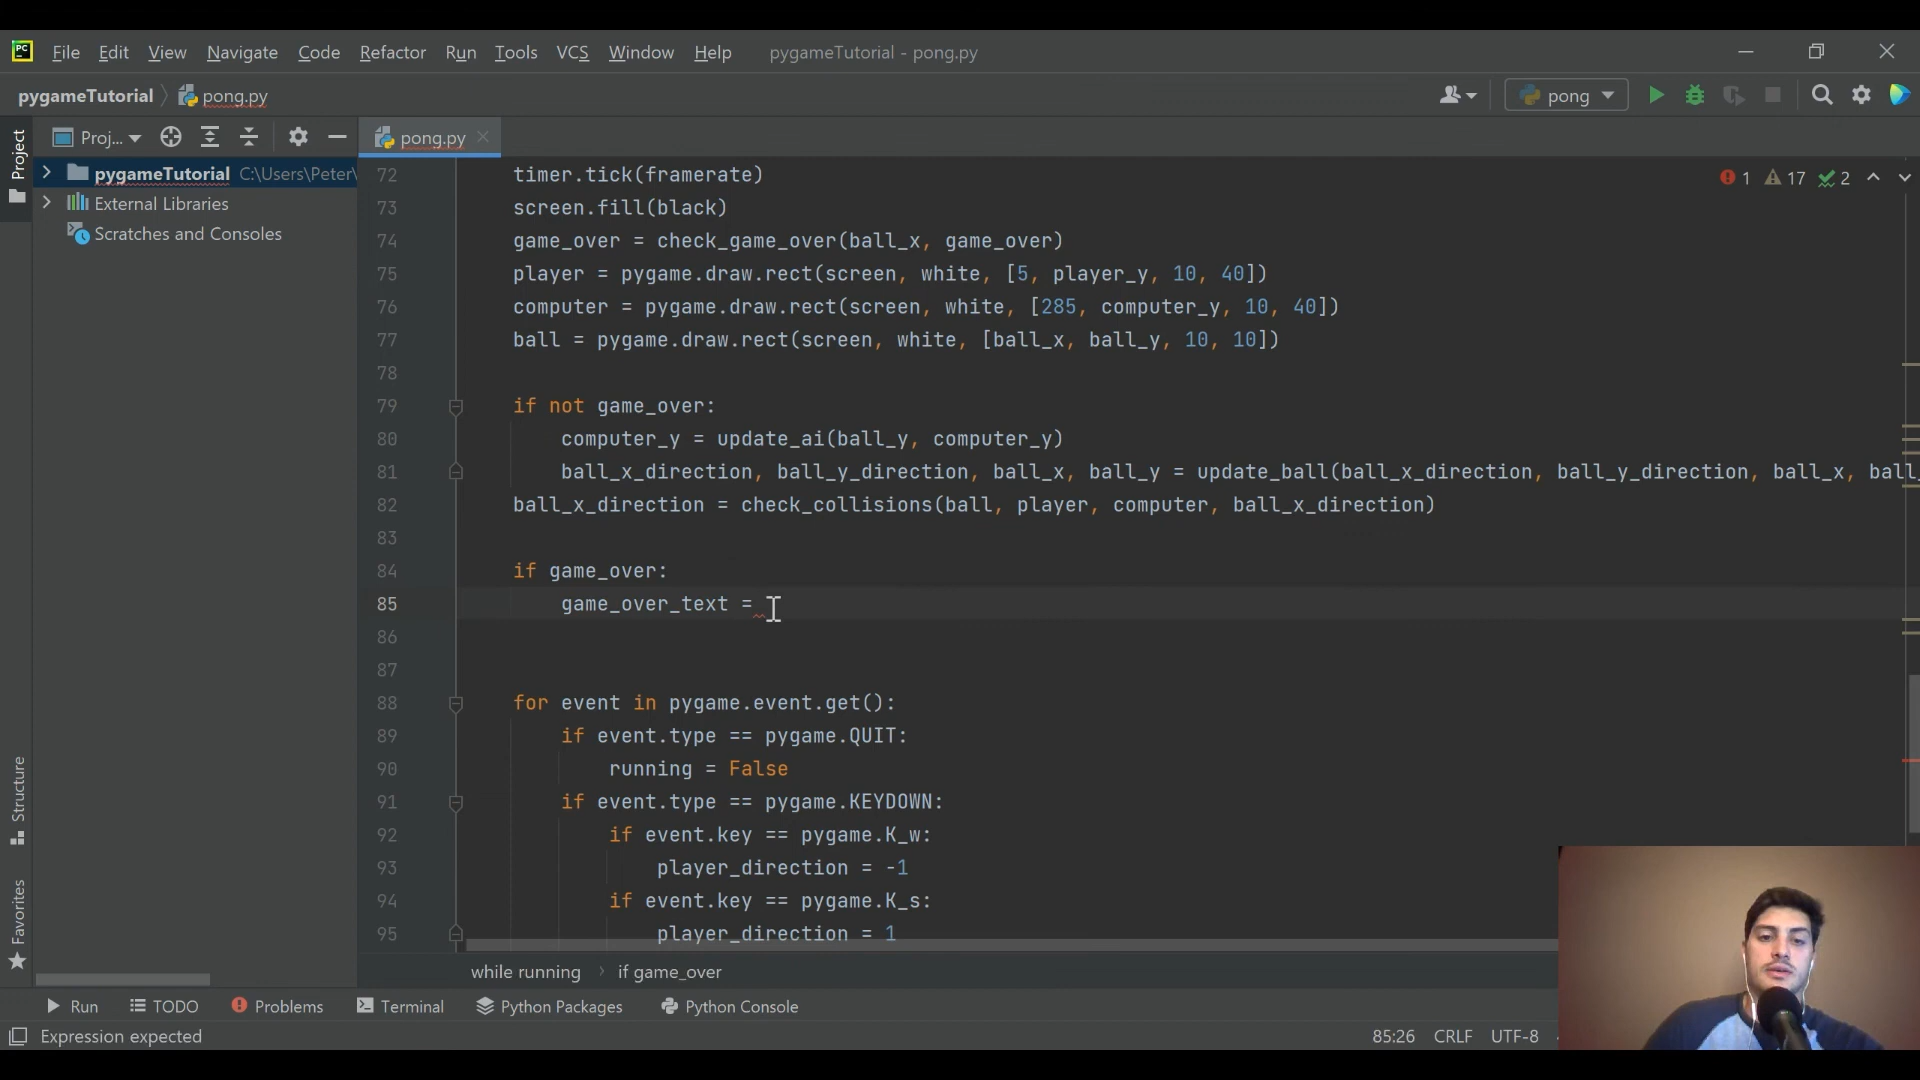 File Edit View Navigate Code Refactor Run Tools VCS Window Help pygameTutorial - pong.py
pygameTutorial pong.py pong
Project
Proj... pong.py
pygameTutorial C:\Users\Peter\
External Libraries
Scratches and Consoles
1 17 2
72 timer.tick(framerate)
73 screen.fill(black)
74 game_over = check_game_over(ball_x, game_over)
75 player = pygame.draw.rect(screen, white, [5, player_y, 10, 40])
76 computer = pygame.draw.rect(screen, white, [285, computer_y, 10, 40])
77 ball = pygame.draw.rect(screen, white, [ball_x, ball_y, 10, 10])
78
79 if not game_over:
80 computer_y = update_ai(ball_y, computer_y)
81 ball_x_direction, ball_y_direction, ball_x, ball_y = update_ball(ball_x_direction, ball_y_direction, ball_x, ball_
82 ball_x_direction = check_collisions(ball, player, computer, ball_x_direction)
83
84 if game_over:
85 game_over_text =
86
87
88 for event in pygame.event.get():
89 if event.type == pygame.QUIT:
90 running = False
91 if event.type == pygame.KEYDOWN:
92 if event.key == pygame.K_w:
93 player_direction = -1
94 if event.key == pygame.K_s:
95 player_direction = 1
Structure
Favorites
while running if game_over
Run TODO Problems Terminal Python Packages Python Console
Expression expected 85:26 CRLF UTF-8